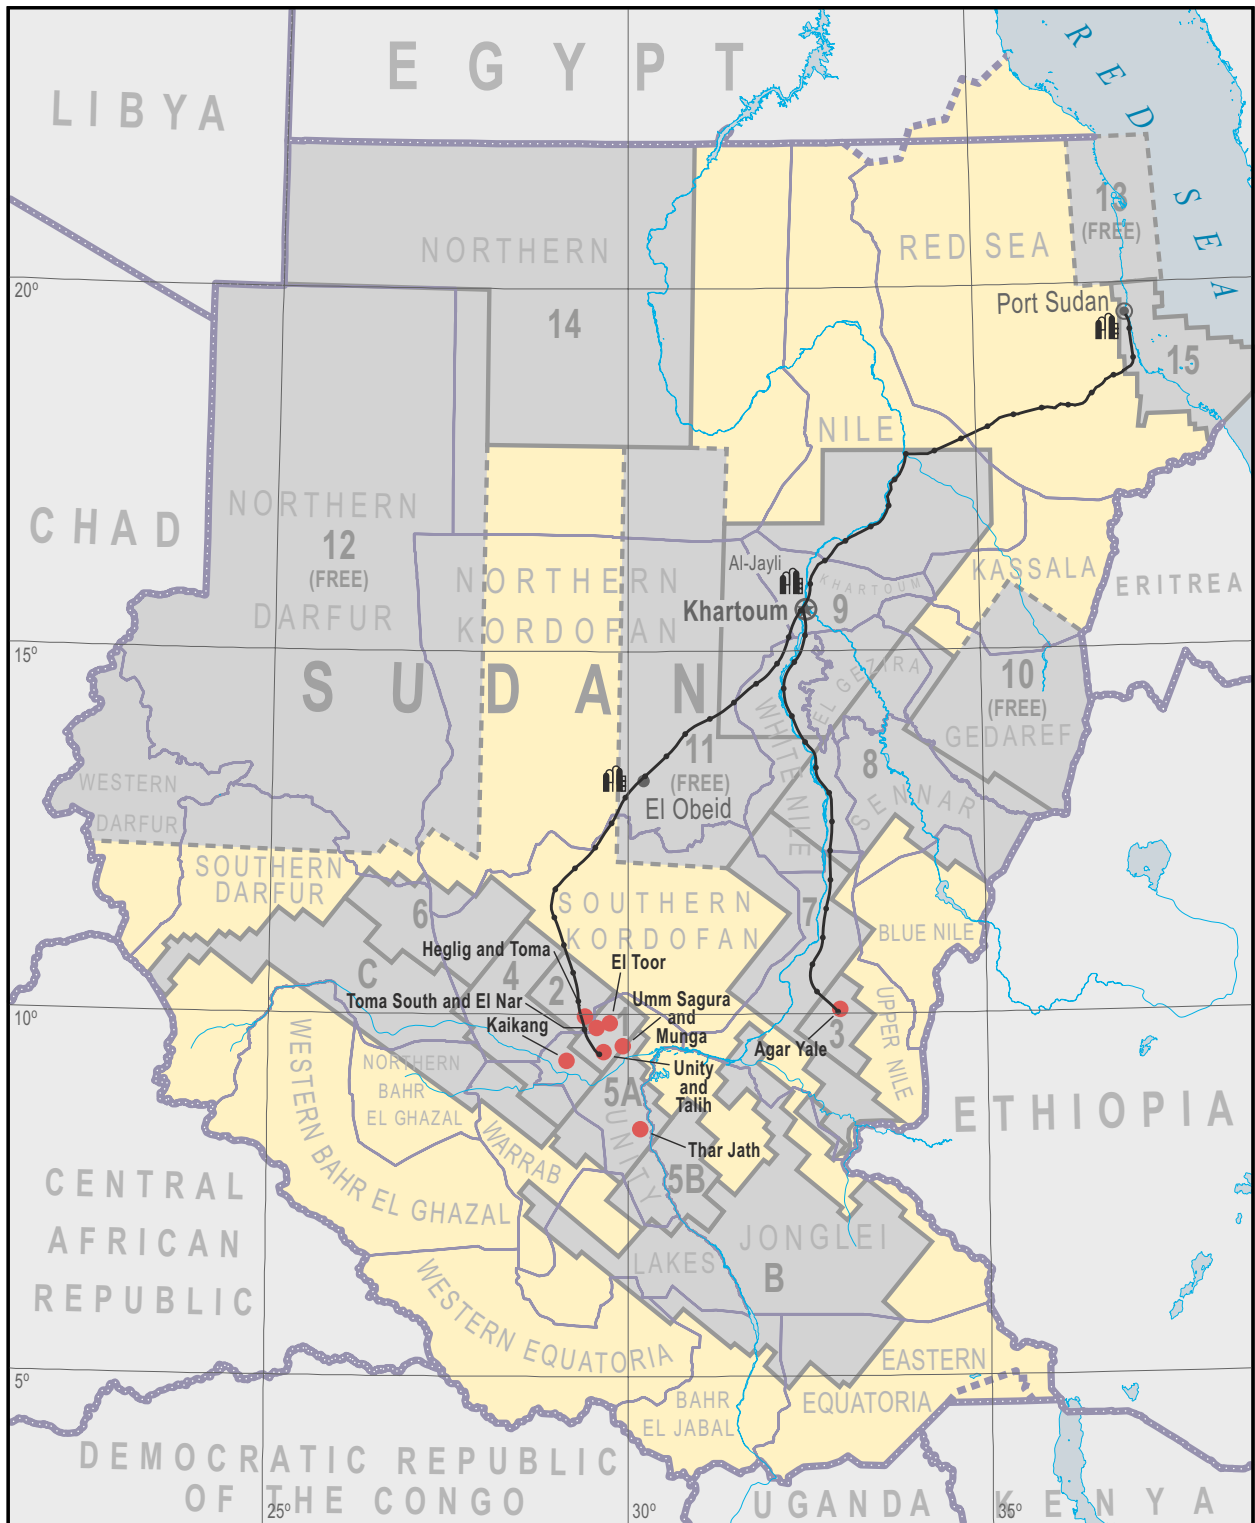 EGYPT
LIBYA
RED SEA
13
(FREE)
NORTHERN
RED SEA
20°
Port Sudan
14
15
NILE
NORTHERN
12
(FREE)
DARFUR
CHAD
Al-Jayli
KHARTOUM
KASSALA
ERITREA
NORTHERN
KORDOFAN
Khartoum
9
15°
SUDAN
EL GEZIRA
10
(FREE)
GEDAREF
WHITE NILE
11
(FREE)
El Obeid
8
SENNAR
WESTERN
DARFUR
SOUTHERN
DARFUR
6
SOUTHERN
KORDOFAN
7
BLUE NILE
Heglig and Toma
El Toor
C
4
2
Toma South and El Nar
Umm Sagura
and
Munga
UPPER NILE
10°
1
Kaikang
3
Agar Yale
WESTERN BAHR EL GHAZAL
NORTHERN
BAHR
EL GHAZAL
Unity
and
Talih
5A
UNITY
ETHIOPIA
WARRAB
Thar Jath
5B
CENTRAL
AFRICAN
REPUBLIC
JONGLEI
LAKES
B
WESTERN EQUATORIA
EASTERN
EQUATORIA
5°
BAHR
EL JABAL
DEMOCRATIC REPUBLIC
OF THE CONGO
25°
30°
UGANDA
35°
KENYA